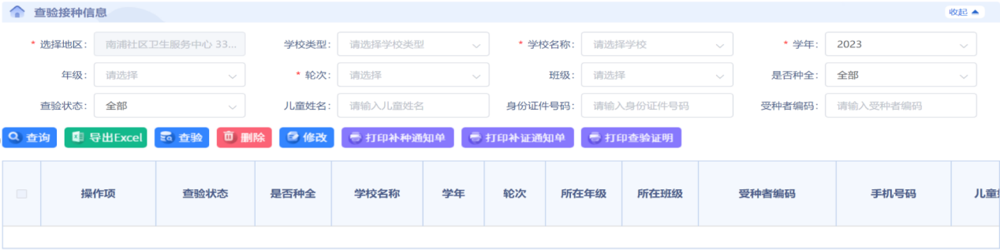 查验接种信息 收起
* 选择地区: 南浦社区卫生服务中心 33... 学校类型: 请选择学校类型 * 学校名称: 请选择学校 * 学年: 2023
年级: 请选择 * 轮次: 请选择 班级: 请选择 是否种全: 全部
查验状态: 全部 儿童姓名: 请输入儿童姓名 身份证件号码: 请输入身份证件号码 受种者编码: 请输入受种者编码
查询 导出Excel 查验 删除 修改 打印补种通知单 打印补证通知单 打印查验证明
操作项 查验状态 是否种全 学校名称 学年 轮次 所在年级 所在班级 受种者编码 手机号码 儿童